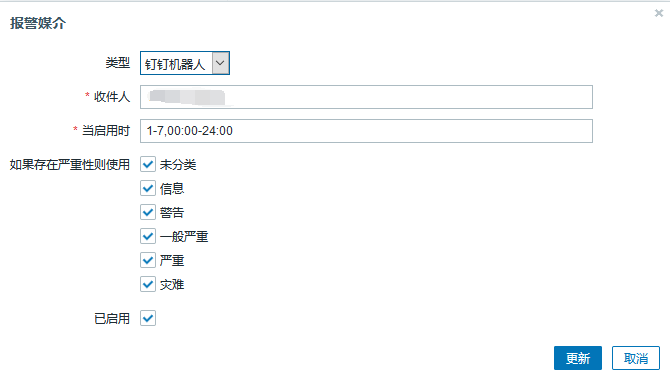 报警媒介
类型 钉钉机器人
* 收件人
* 当启用时 1-7,00:00-24:00
如果存在严重性则使用 未分类
信息
警告
一般严重
严重
灾难
已启用
更新 取消